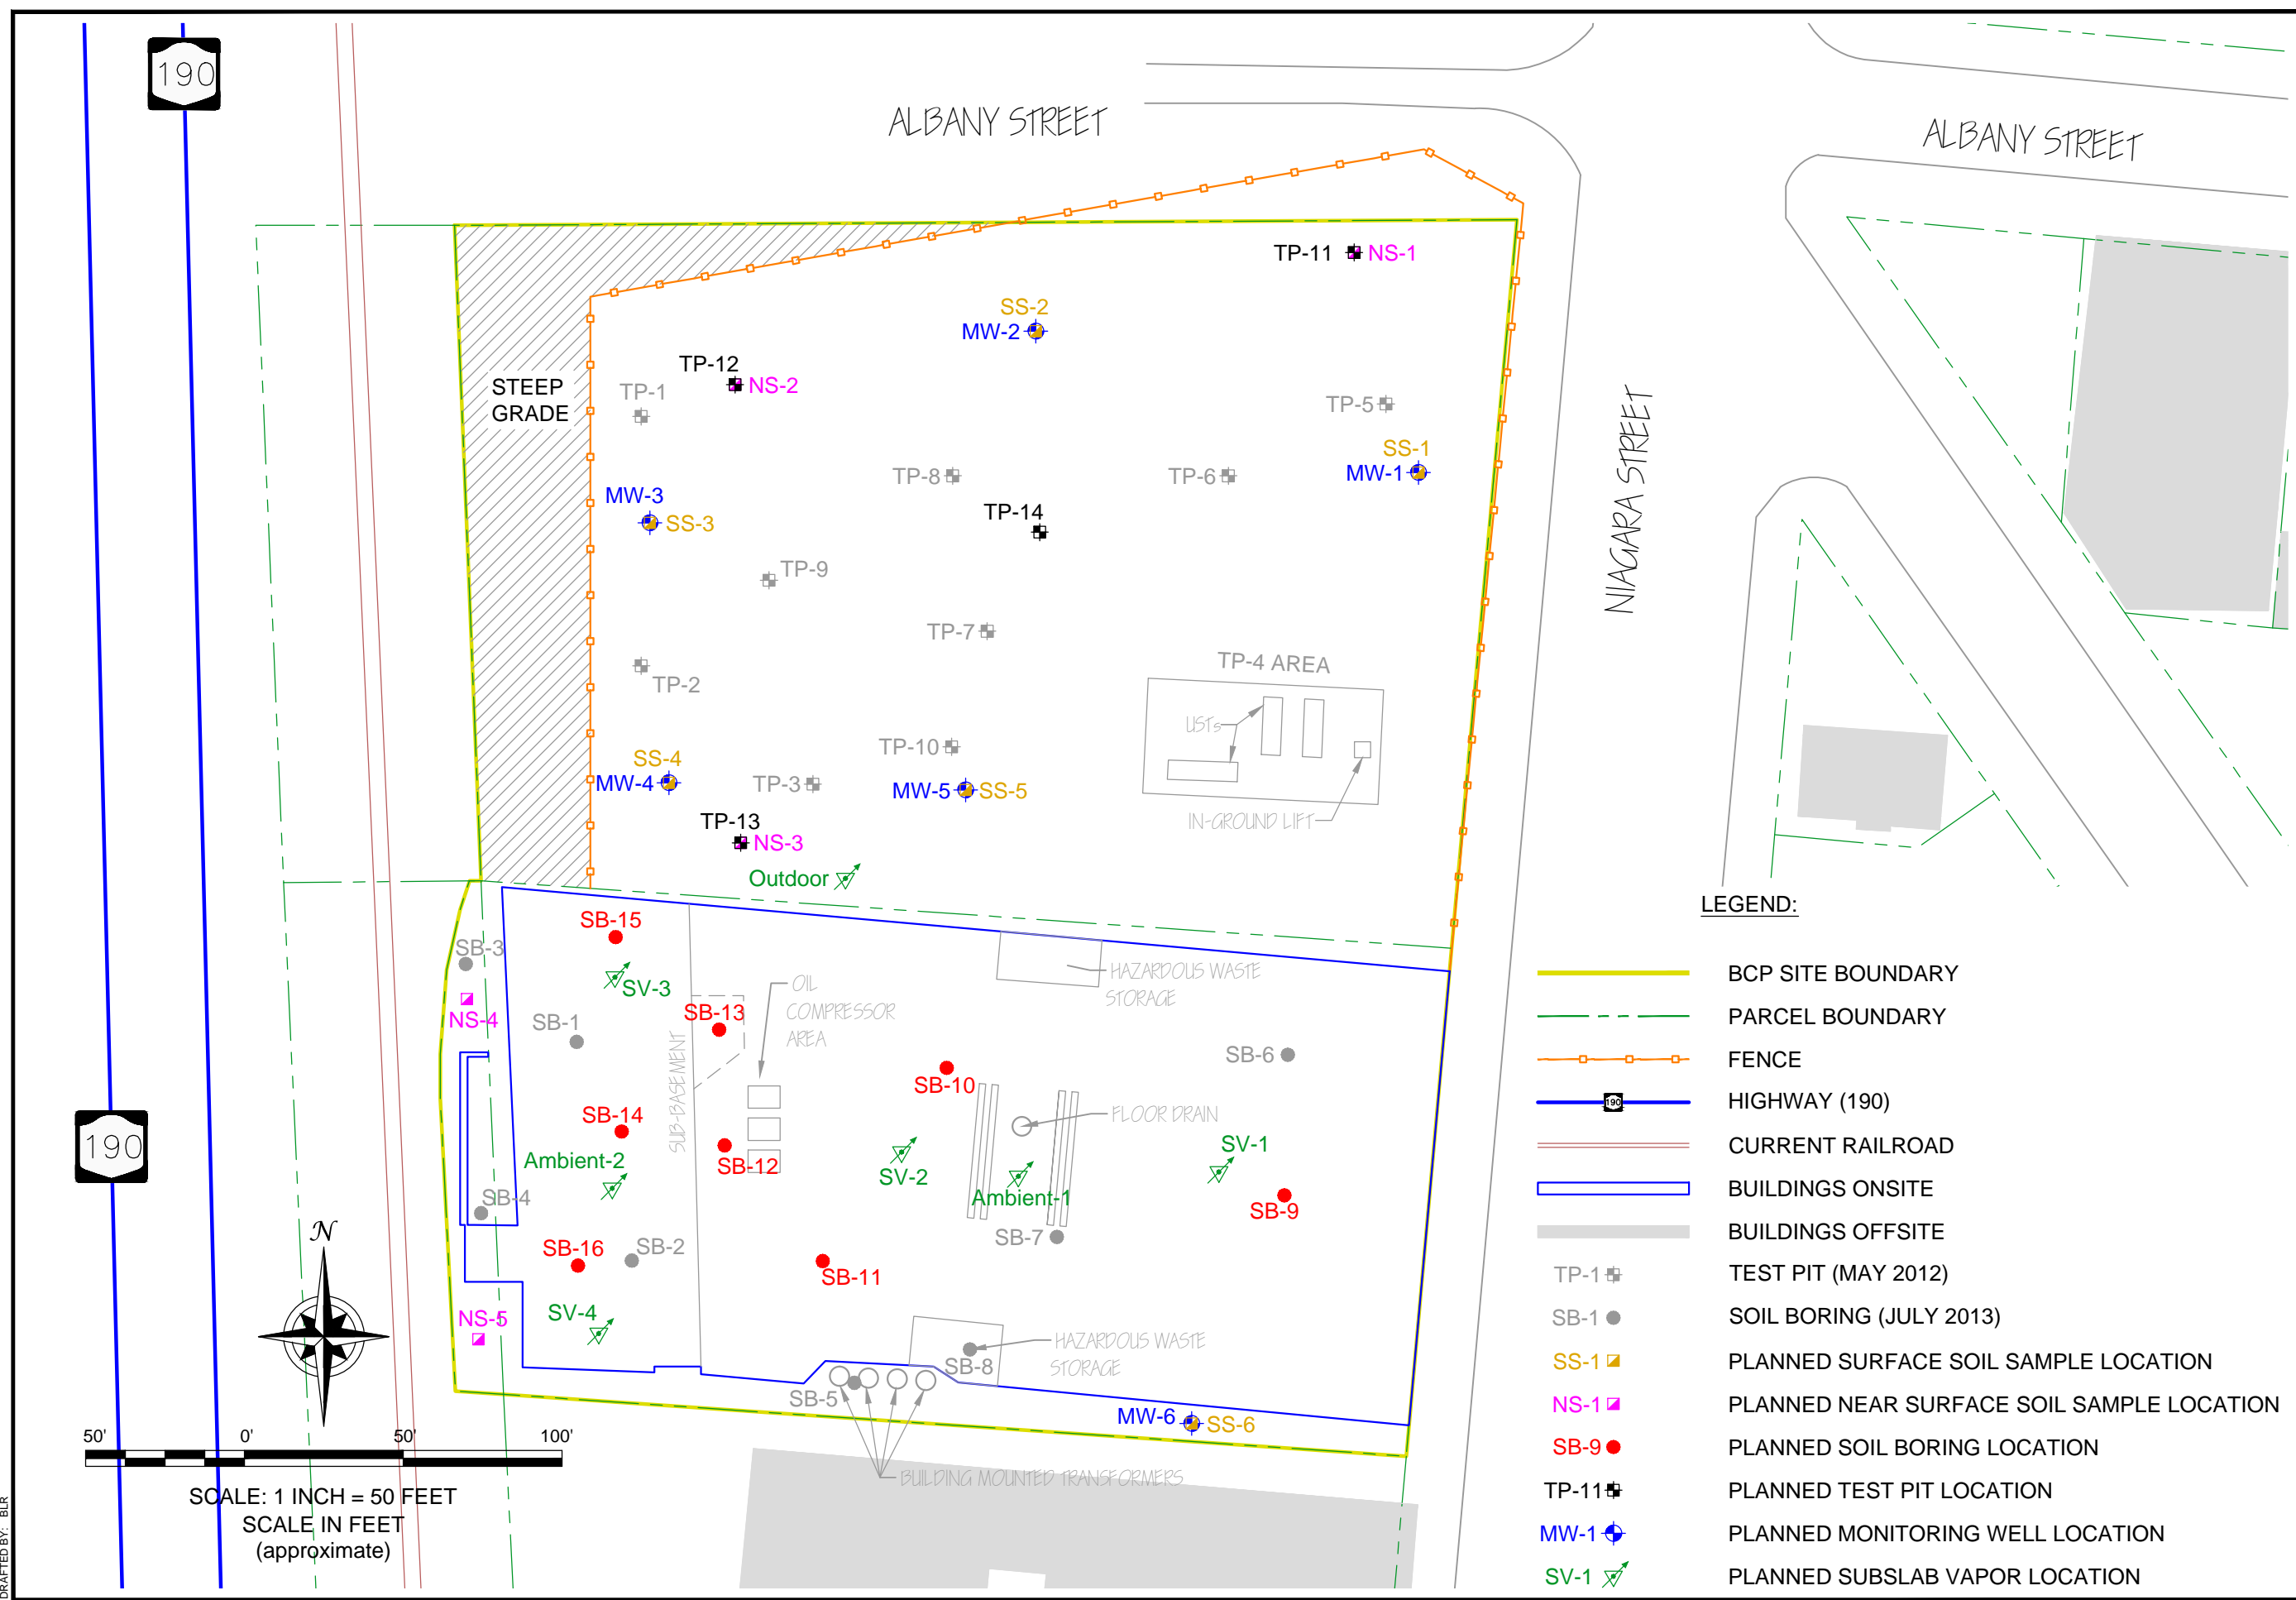 190
ALBANY STREET
ALBANY STREET
TP-11
NS-1
SS-2
MW-2
TP-12
NS-2
STEEP
GRADE
TP-1
TP-5
SS-1
MW-1
TP-8
TP-6
NIAGARA STREET
MW-3
SS-3
TP-14
TP-9
TP-7
TP-2
TP-4 AREA
USTs
SS-4
MW-4
TP-10
TP-3
MW-5
SS-5
IN-GROUND LIFT
TP-13
NS-3
Outdoor
SB-15
SB-3
SV-3
NS-4
SB-1
SB-13
OIL
COMPRESSOR
AREA
HAZARDOUS WASTE
STORAGE
SUB-BASEMENT
SB-6
SB-10
FLOOR DRAIN
SB-14
SB-12
190
Ambient-2
SV-2
Ambient-1
SV-1
SB-4
SB-9
SB-7
SB-16
SB-2
SB-11
NS-5
SV-4
HAZARDOUS WASTE
STORAGE
SB-8
SB-5
MW-6
SS-6
BUILDING MOUNTED TRANSFORMERS
N
50'
0'
50'
100'
SCALE: 1 INCH = 50 FEET
SCALE IN FEET
(approximate)
DRAFTED BY: BLR
LEGEND:
BCP SITE BOUNDARY
PARCEL BOUNDARY
FENCE
190 HIGHWAY (190)
CURRENT RAILROAD
BUILDINGS ONSITE
BUILDINGS OFFSITE
TP-1 TEST PIT (MAY 2012)
SB-1 SOIL BORING (JULY 2013)
SS-1 PLANNED SURFACE SOIL SAMPLE LOCATION
NS-1 PLANNED NEAR SURFACE SOIL SAMPLE LOCATION
SB-9 PLANNED SOIL BORING LOCATION
TP-11 PLANNED TEST PIT LOCATION
MW-1 PLANNED MONITORING WELL LOCATION
SV-1 PLANNED SUBSLAB VAPOR LOCATION